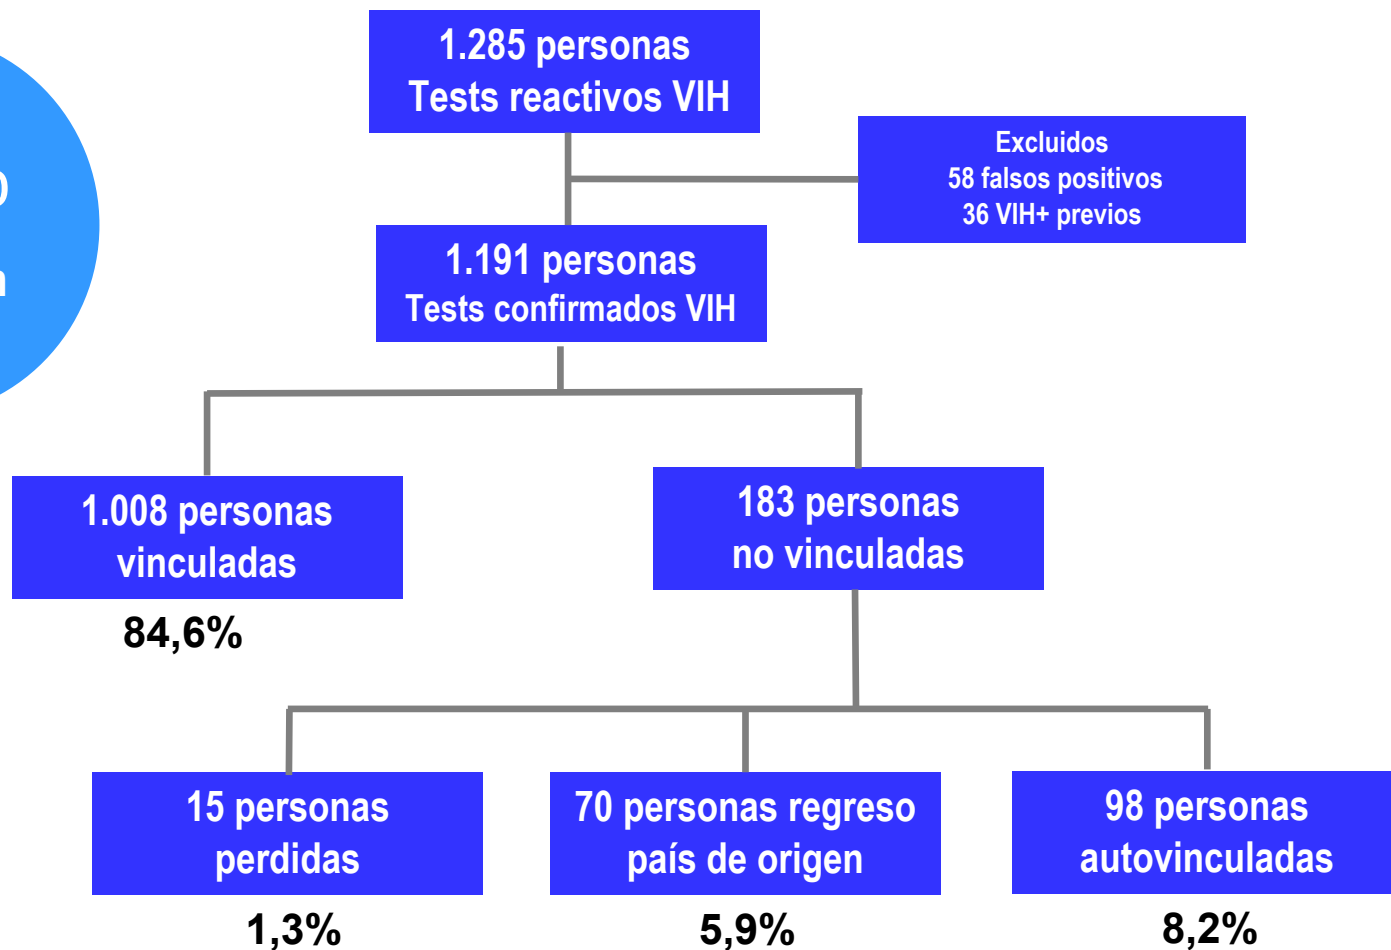 1.285 personas
Tests reactivos VIH
Excluidos
58 falsos positivos
36 VIH+ previos
1.191 personas
Tests confirmados VIH
1.008 personas
vinculadas
84,6%
183 personas
no vinculadas
15 personas
perdidas
1,3%
70 personas regreso
país de origen
5,9%
98 personas
autovinculadas
8,2%